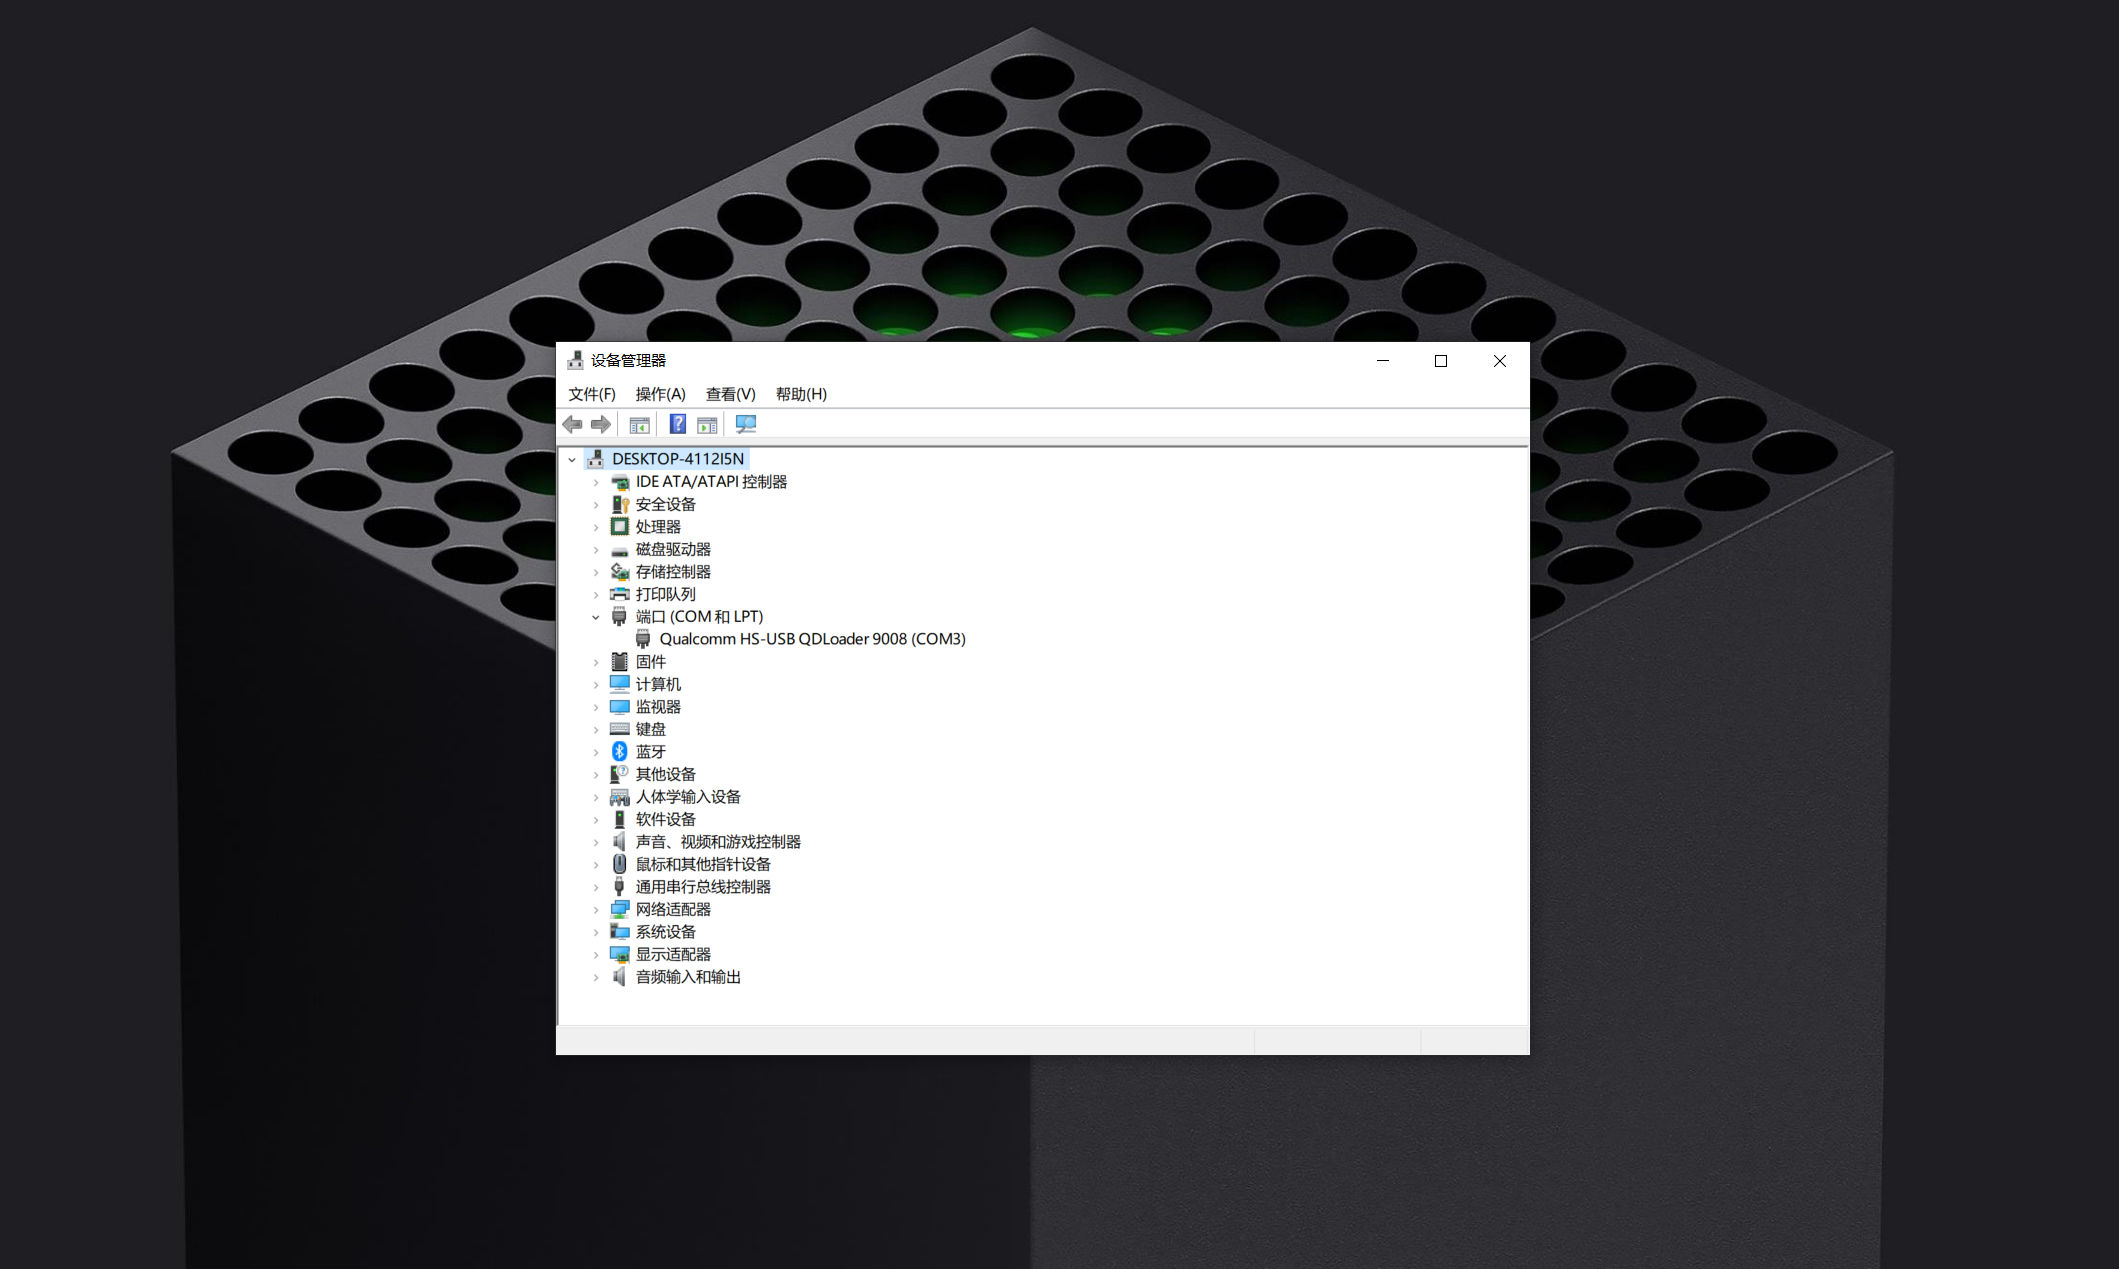 设备管理器
文件(F) 操作(A) 查看(V) 帮助(H)
DESKTOP-4112I5N
IDE ATA/ATAPI 控制器
安全设备
处理器
磁盘驱动器
存储控制器
打印队列
端口 (COM 和 LPT)
Qualcomm HS-USB QDLoader 9008 (COM3)
固件
计算机
监视器
键盘
蓝牙
其他设备
人体学输入设备
软件设备
声音、视频和游戏控制器
鼠标和其他指针设备
通用串行总线控制器
网络适配器
系统设备
显示适配器
音频输入和输出